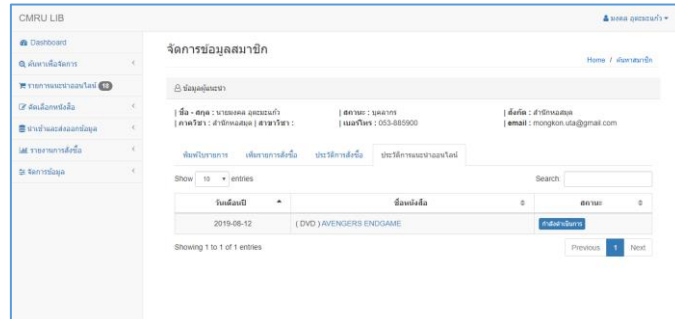 CMRU LIB
มงคล อุตะยะแก้ว
Dashboard
ค้นหาเพื่อจัดการ
รายการแนะนำออนไลน์ 10
คัดเลือกหนังสือ
นำเข้าและส่งออกข้อมูล
รายงานการสั่งซื้อ
จัดการข้อมูล
จัดการข้อมูลสมาชิก
Home / ค้นหาสมาชิก
ข้อมูลผู้แนะนำ
| ชื่อ - สกุล : นายมงคล อุตะยะแก้ว | สถานะ : บุคลากร | สังกัด : สำนักหอสมุด
| ภาควิชา : สำนักหอสมุด | สาขาวิชา : | เบอร์โทร : 053-885900 | email : mongkon.uta@gmail.com
พิมพ์ใบรายการ เพิ่มรายการสั่งซื้อ ประวัติการสั่งซื้อ ประวัติการแนะนำออนไลน์
Show 10 entries Search:
วันเดือนปี ชื่อหนังสือ สถานะ
2019-08-12 ( DVD ) AVENGERS ENDGAME กำลังดำเนินการ
Showing 1 to 1 of 1 entries Previous 1 Next